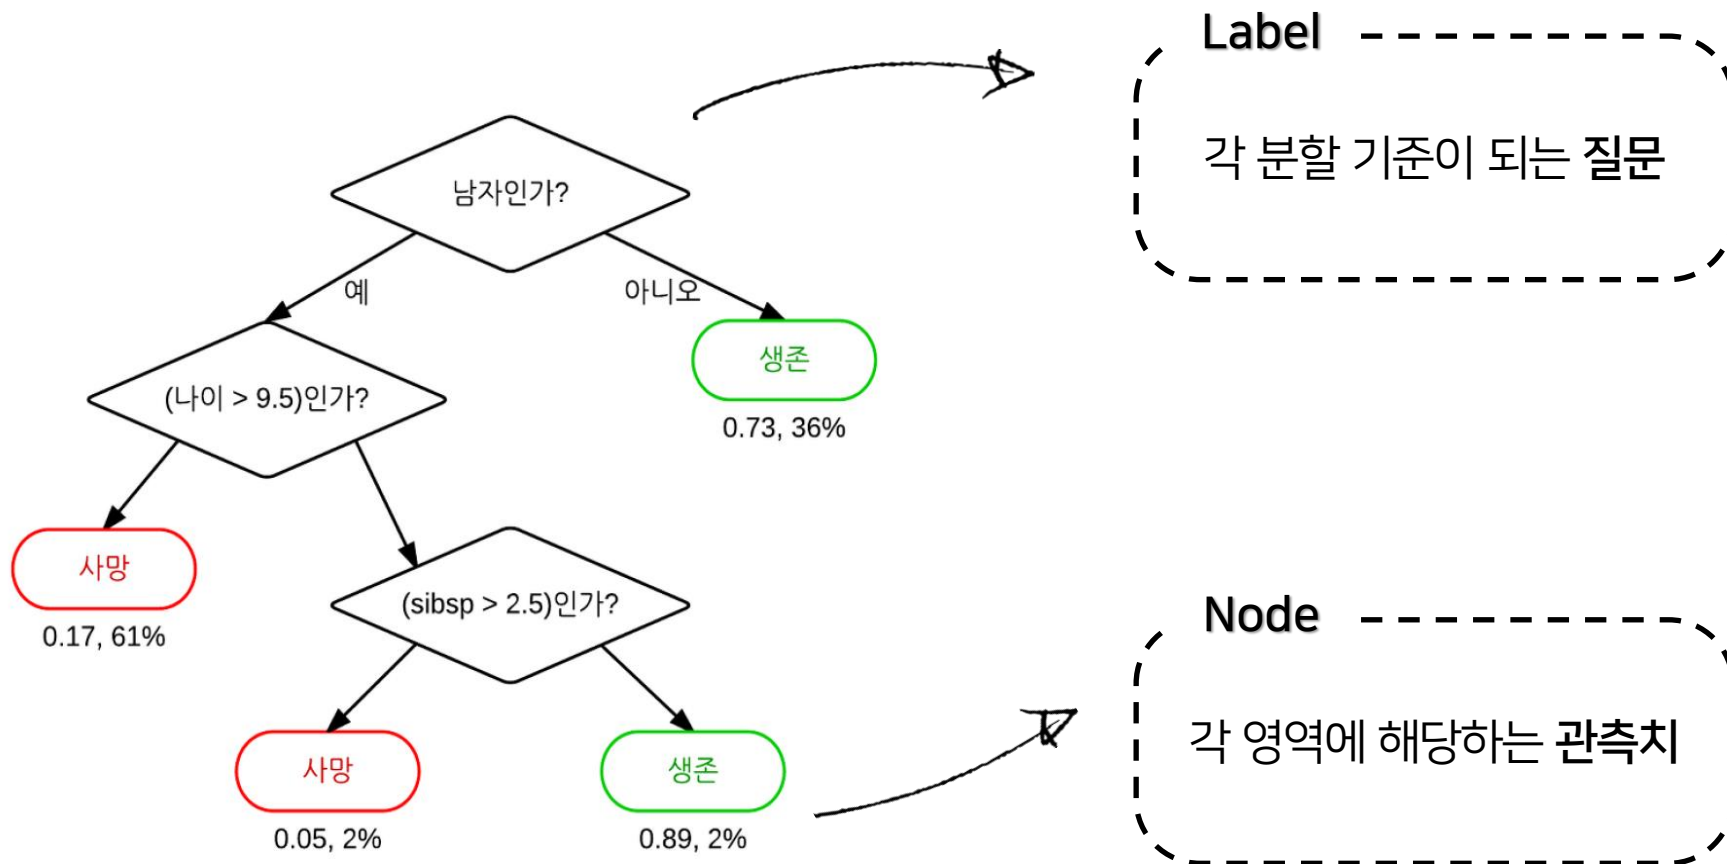 Label
각 분할 기준이 되는 질문
남자인가?
예
아니오
생존
0.73, 36%
(나이 > 9.5)인가?
사망
0.17, 61%
(sibsp > 2.5)인가?
사망
0.05, 2%
생존
0.89, 2%
Node
각 영역에 해당하는 관측치